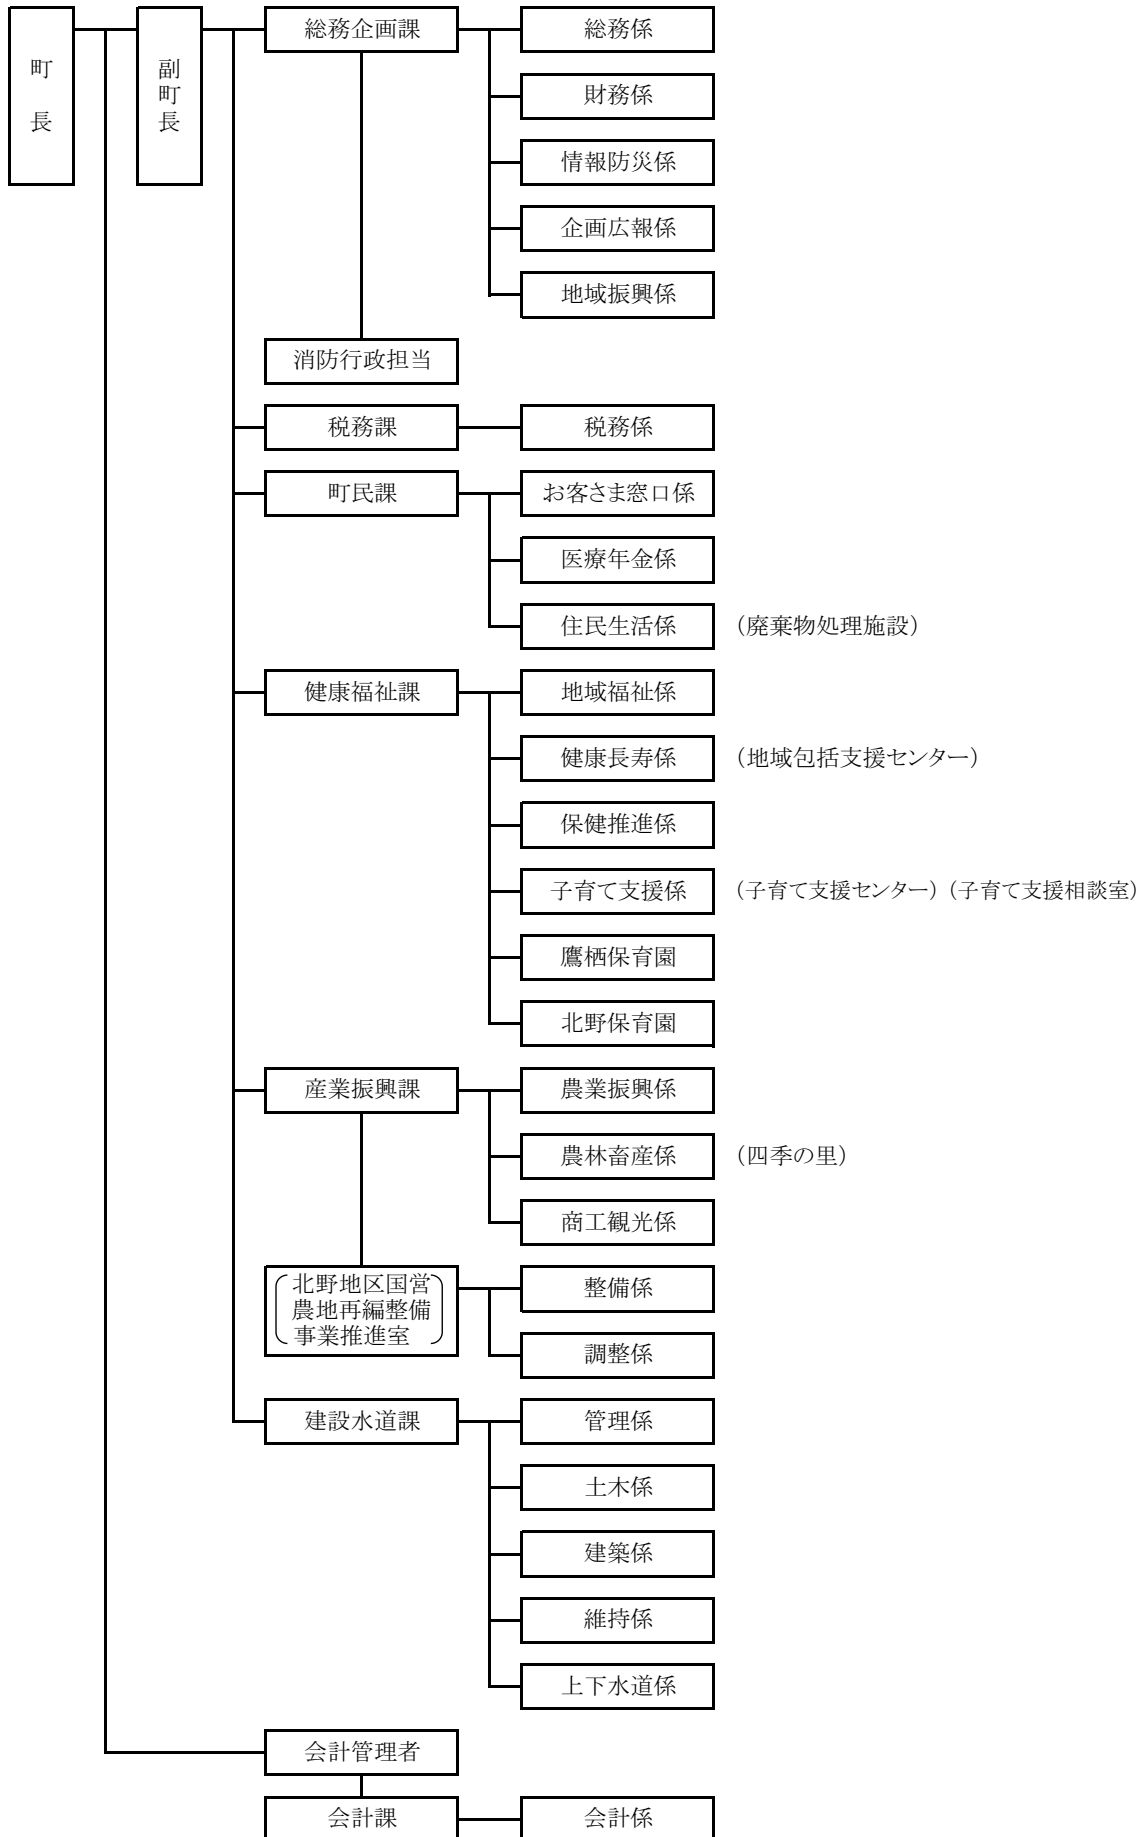 町長
副町長
総務企画課
総務係
財務係
情報防災係
企画広報係
地域振興係
消防行政担当
税務課
税務係
町民課
お客さま窓口係
医療年金係
住民生活係
（廃棄物処理施設）
健康福祉課
地域福祉係
健康長寿係
（地域包括支援センター）
保健推進係
子育て支援係
（子育て支援センター）（子育て支援相談室）
鷹栖保育園
北野保育園
産業振興課
農業振興係
農林畜産係
（四季の里）
商工観光係
北野地区国営
農地再編整備
事業推進室
整備係
調整係
建設水道課
管理係
土木係
建築係
維持係
上下水道係
会計管理者
会計課
会計係